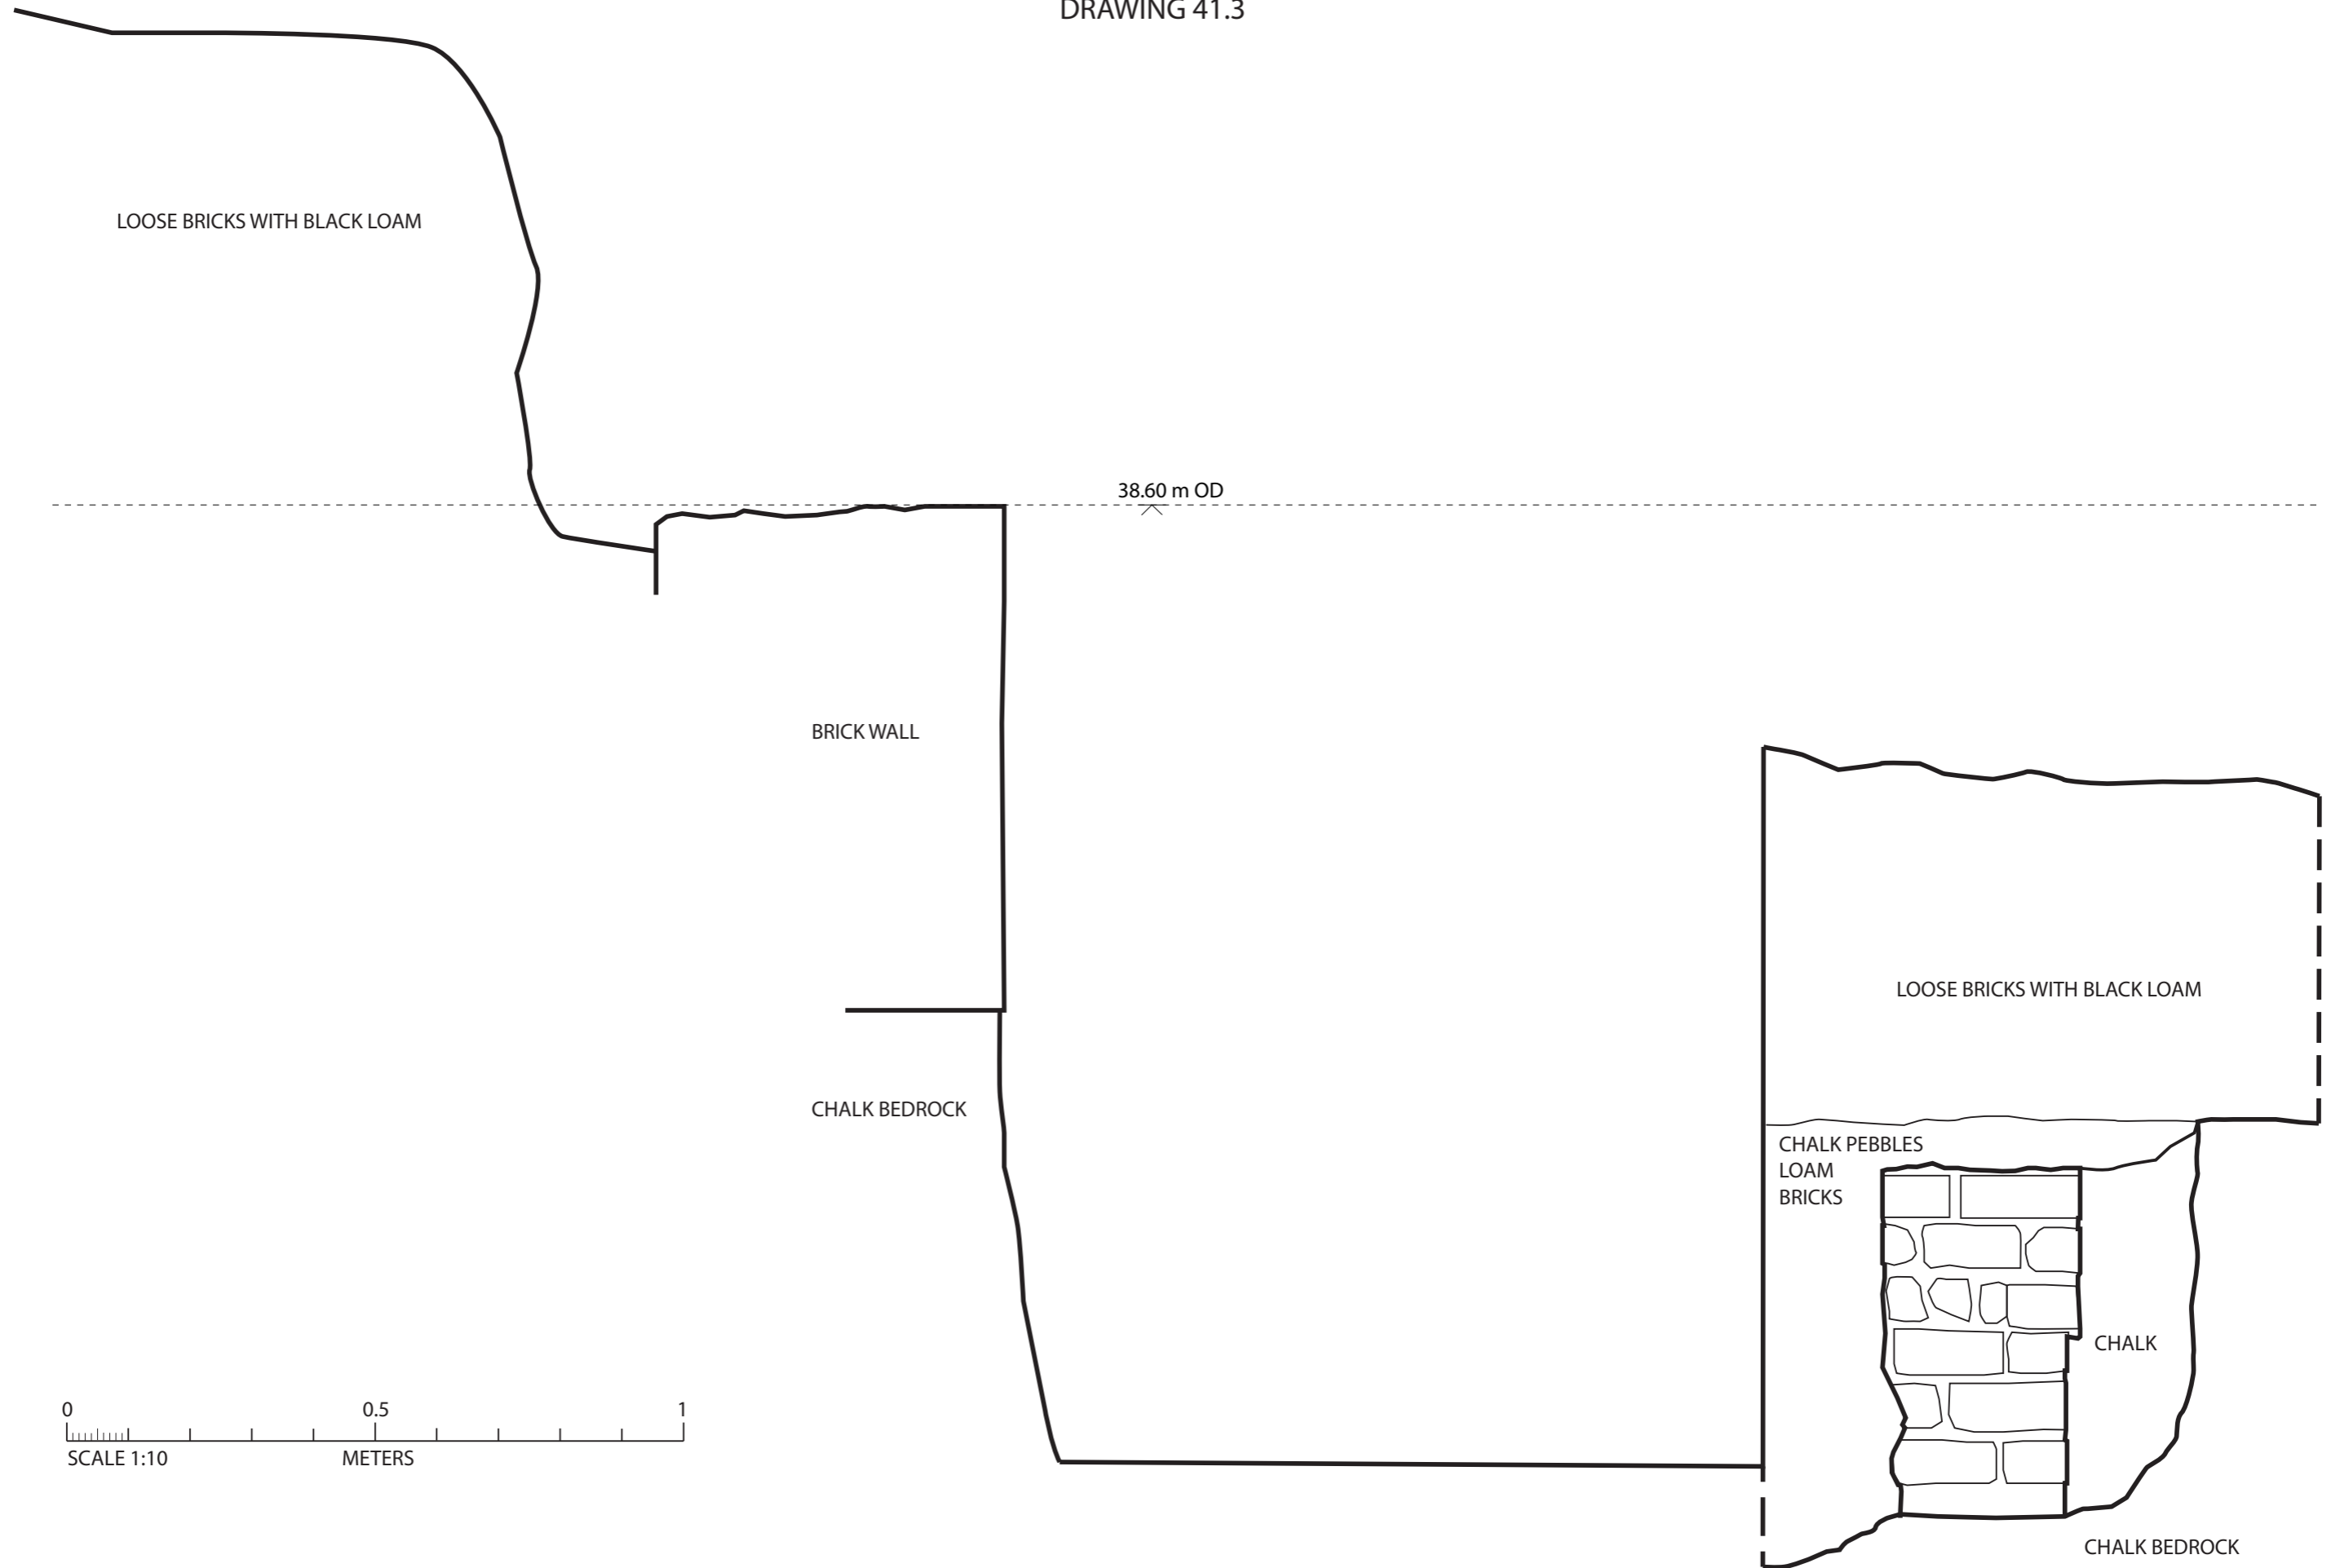 DRAWING 41.3
LOOSE BRICKS WITH BLACK LOAM
38.60 m OD
BRICK WALL
LOOSE BRICKS WITH BLACK LOAM
CHALK BEDROCK
CHALK PEBBLES
LOAM
BRICKS
CHALK
0 0.5 1
SCALE 1:10 METERS
CHALK BEDROCK